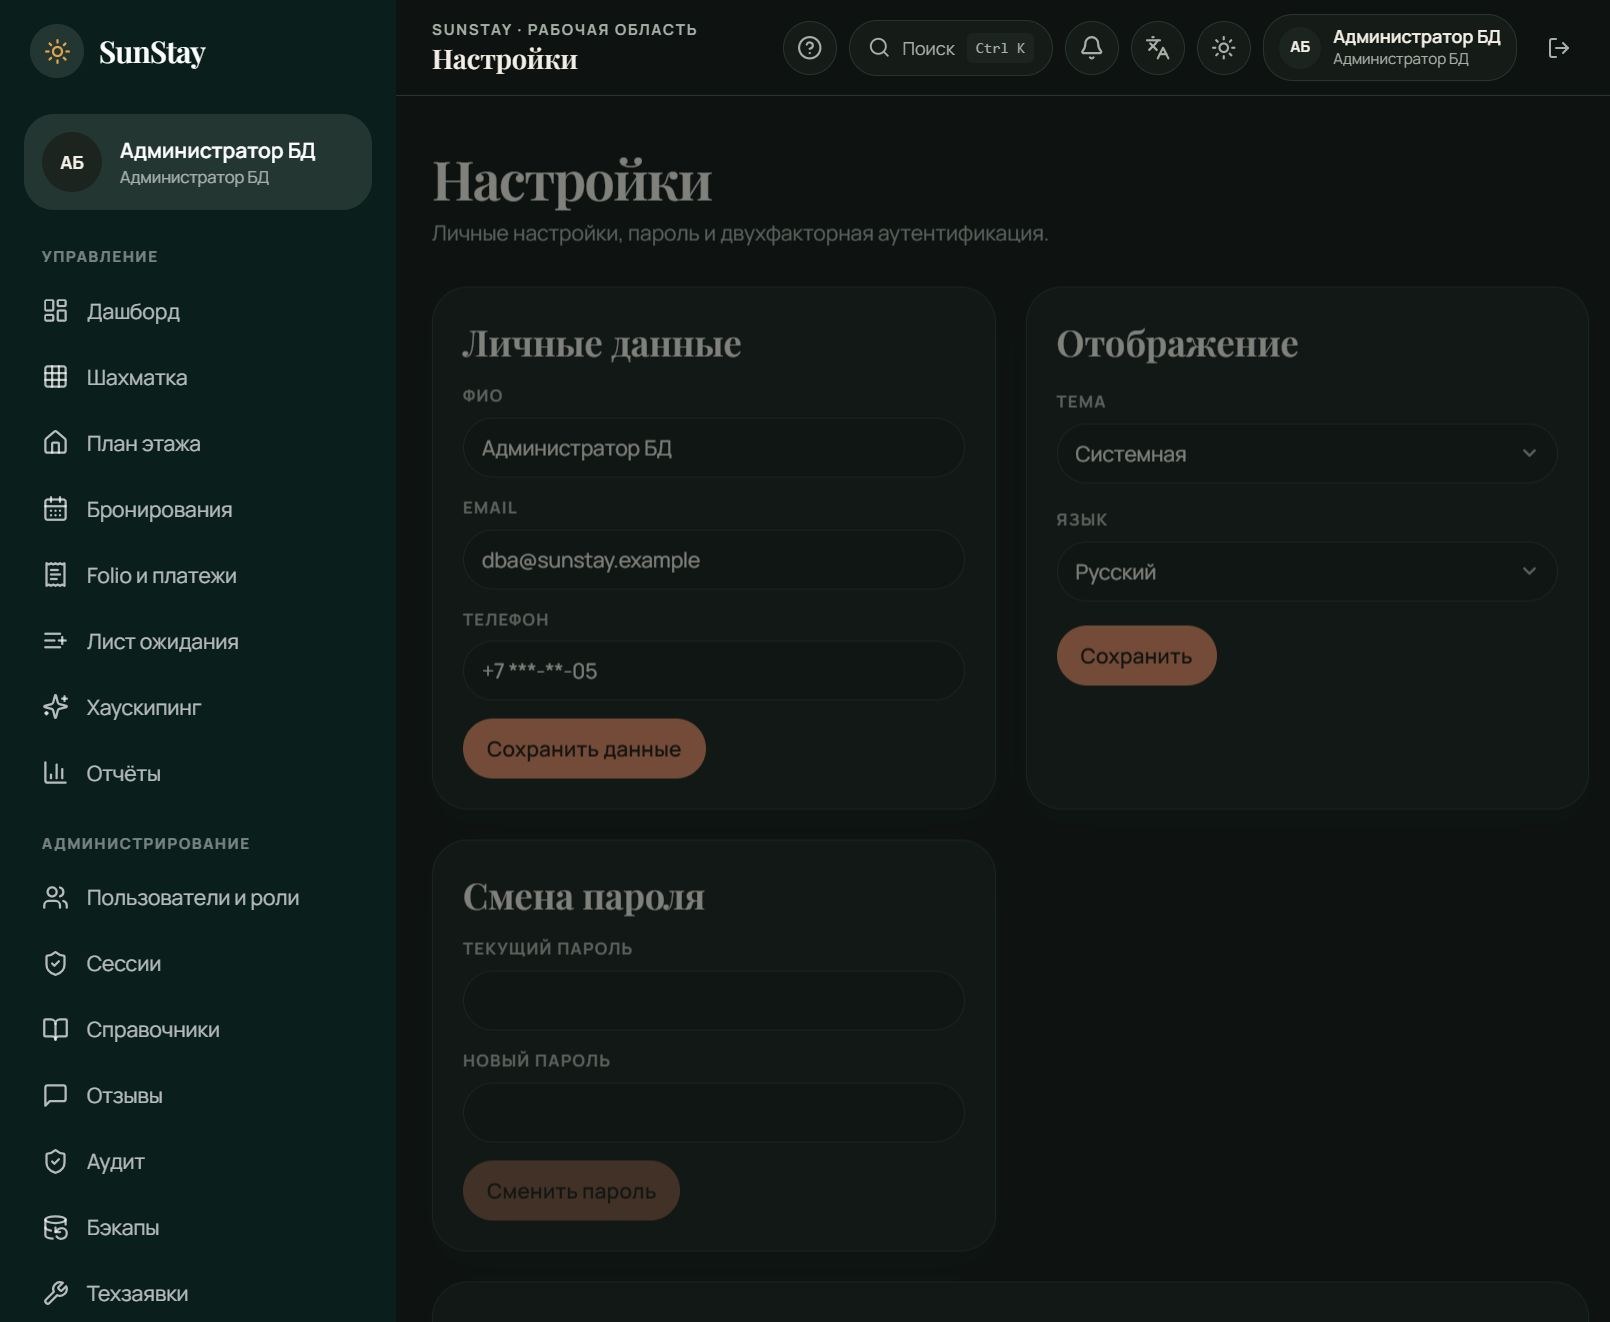 SunStay
Администратор БД
АБ
Администратор БД
УПРАВЛЕНИЕ
Дашборд
Шахматка
План этажа
Бронирования
Folio и платежи
Лист ожидания
Хаускипинг
Отчёты
АДМИНИСТРИРОВАНИЕ
Пользователи и роли
Сессии
Справочники
Отзывы
Аудит
Бэкапы
Техзаявки
SUNSTAY · РАБОЧАЯ ОБЛАСТЬ
Настройки
Поиск Ctrl K
АБ
Администратор БД
Администратор БД
Настройки
Личные настройки, пароль и двухфакторная аутентификация.
Личные данные
ФИО
Администратор БД
EMAIL
dba@sunstay.example
ТЕЛЕФОН
+7 ***-**-05
Сохранить данные
Отображение
ТЕМА
Системная
ЯЗЫК
Русский
Сохранить
Смена пароля
ТЕКУЩИЙ ПАРОЛЬ
НОВЫЙ ПАРОЛЬ
Сменить пароль